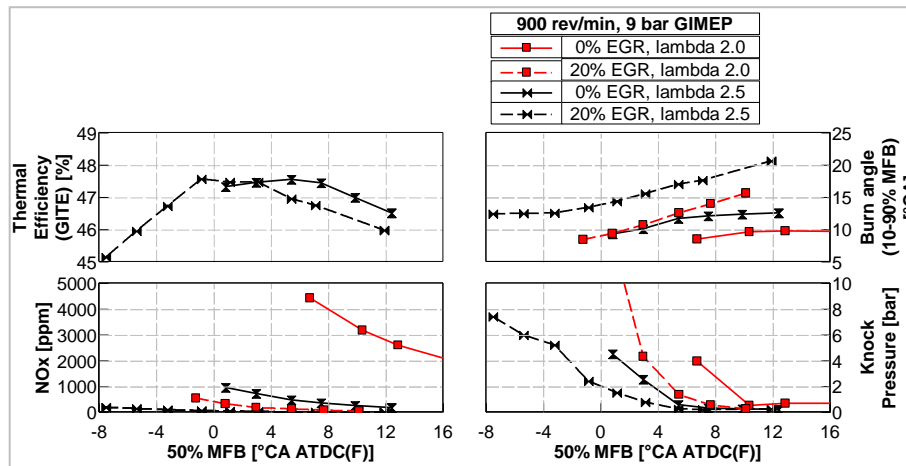 900 rev/min, 9 bar GIMEP
0% EGR, lambda 2.0
20% EGR, lambda 2.0
0% EGR, lambda 2.5
20% EGR, lambda 2.5
Thermal
Efficiency
(GITE) [%]
49
48
47
46
45
25
20
15
10
5
Burn angle
(10-90% MFB)
[°CA]
NOx [ppm]
5000
4000
3000
2000
1000
0
10
8
6
4
2
0
Knock
Pressure [bar]
-8 -4 0 4 8 12 16
-8 -4 0 4 8 12 16
50% MFB [°CA ATDC(F)]
50% MFB [°CA ATDC(F)]